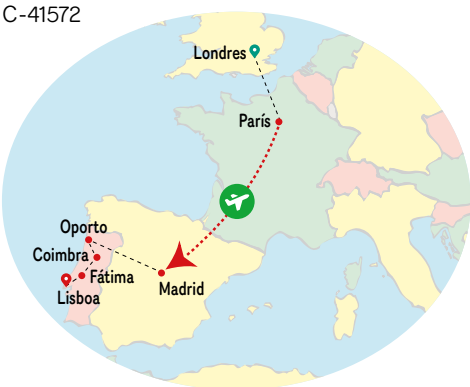 C-41572
Londres
París
Oporto
Coimbra
Fátima
Lisboa
Madrid